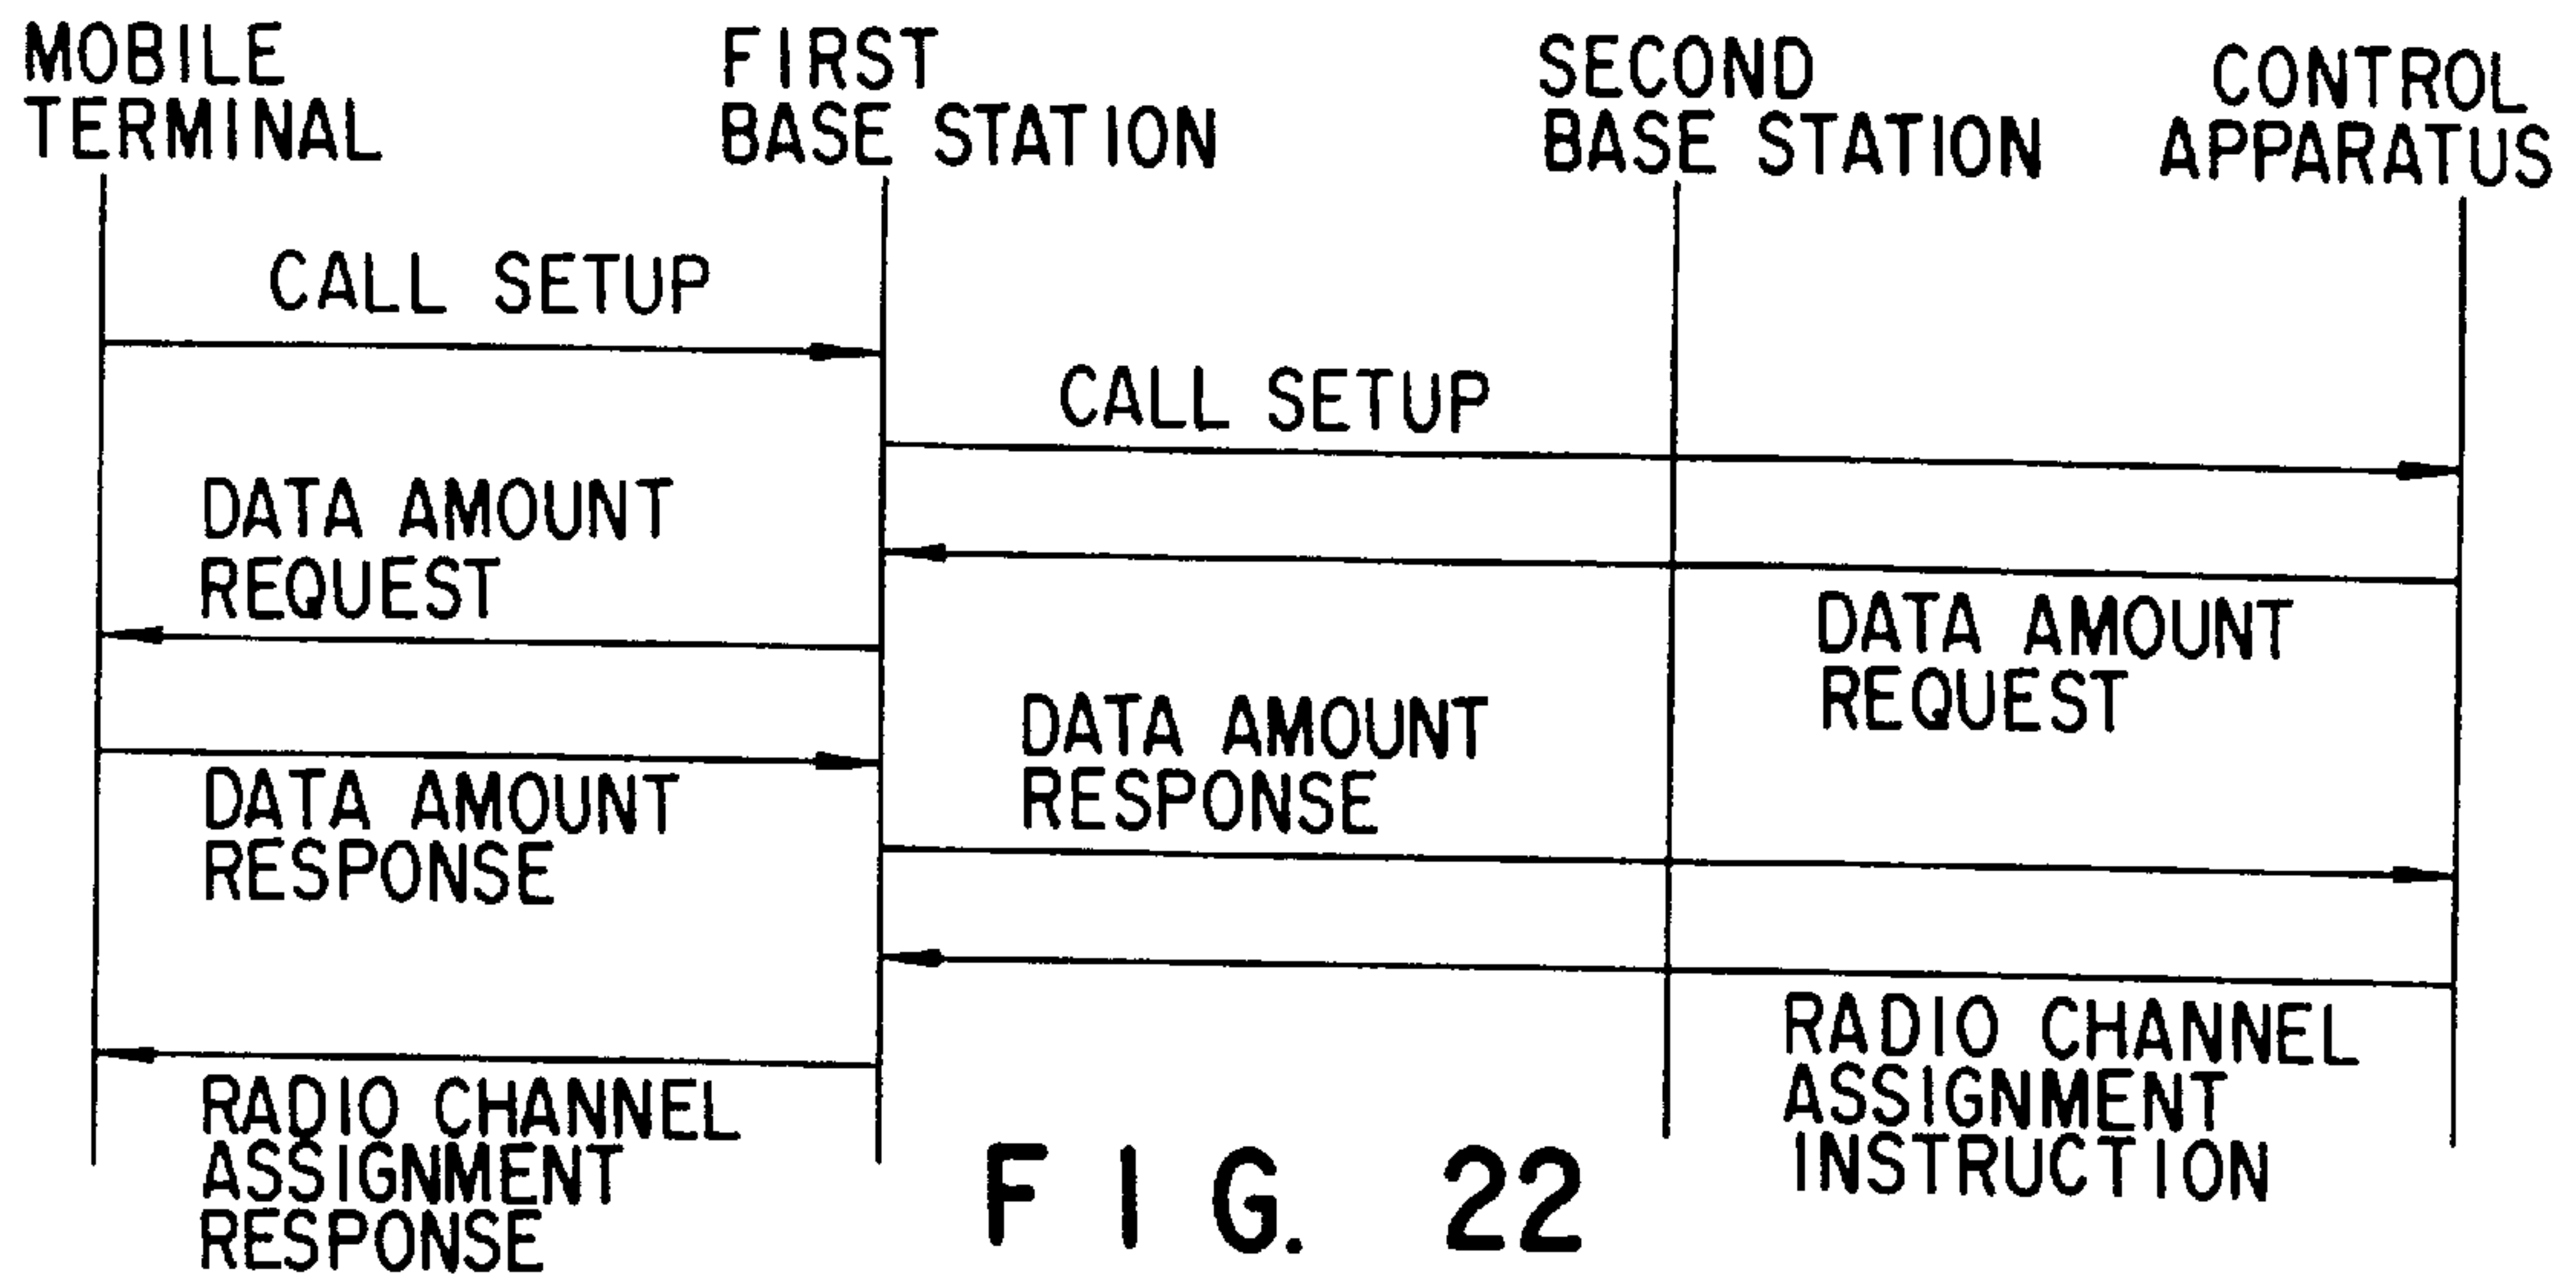 MOBILE
TERMINAL
FIRST
BASE STATION
SECOND
BASE STATION
CONTROL
APPARATUS
CALL SETUP
CALL SETUP
DATA AMOUNT
REQUEST
DATA AMOUNT
REQUEST
DATA AMOUNT
RESPONSE
DATA AMOUNT
RESPONSE
RADIO CHANNEL
ASSIGNMENT
INSTRUCTION
RADIO CHANNEL
ASSIGNMENT
RESPONSE
FIG. 22